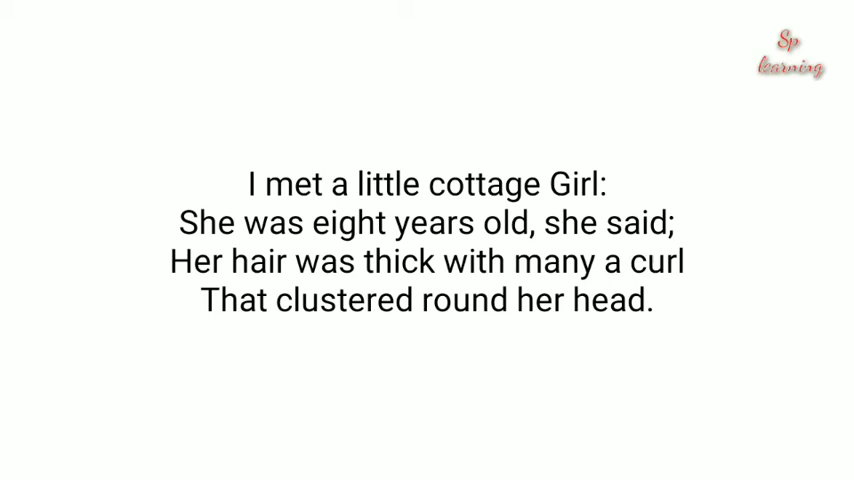 Sp
learning
I met a little cottage Girl:
She was eight years old, she said;
Her hair was thick with many a curl
That clustered round her head.